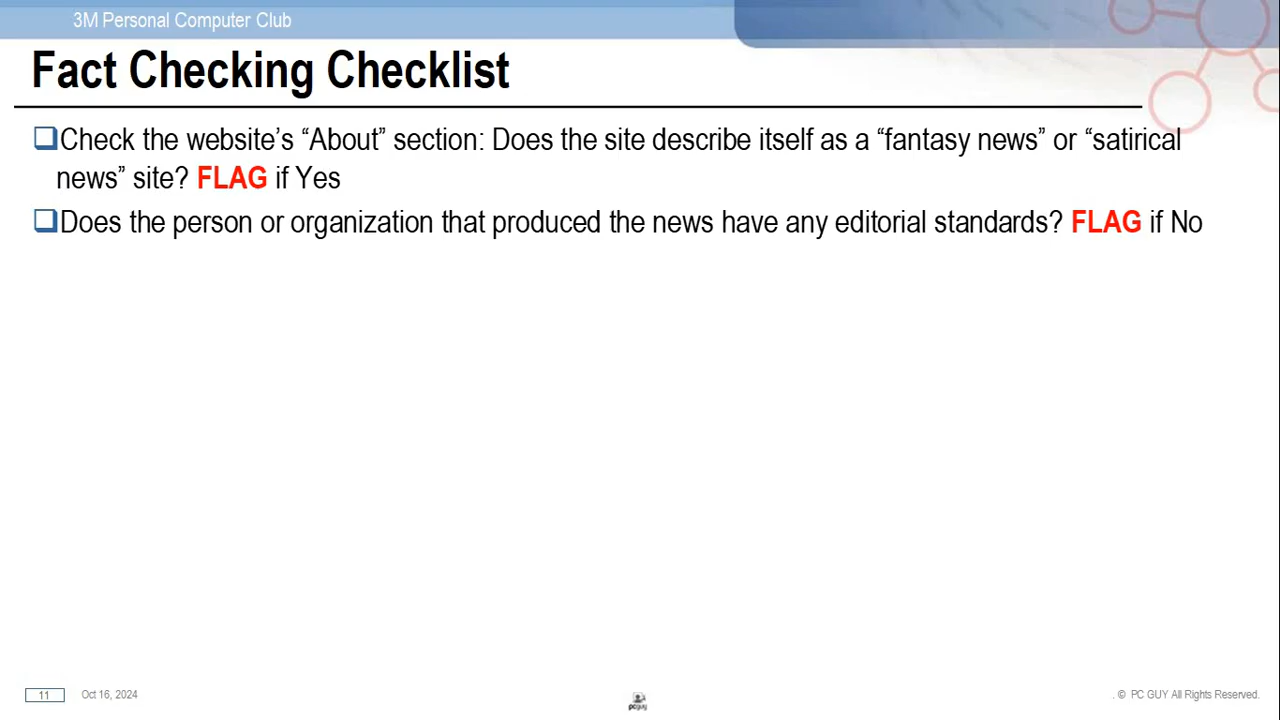 3M Personal Computer Club
Fact Checking Checklist
Check the website’s “About” section: Does the site describe itself as a “fantasy news” or “satirical
news” site? FLAG if Yes
Does the person or organization that produced the news have any editorial standards? FLAG if No
11
Oct 16, 2024
pcguy
. © PC GUY All Rights Reserved.